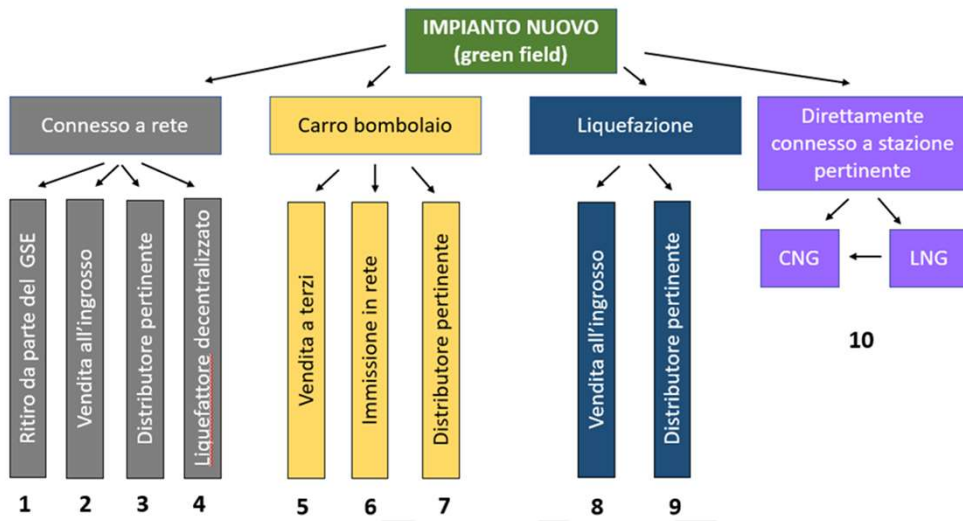 IMPIANTO NUOVO
(green field)
Connesso a rete
Carro bombolaio
Liquefazione
Direttamente
connesso a stazione
pertinente
Ritiro da parte del GSE
Vendita all'ingrosso
Distributore pertinente
Liquefattore decentralizzato
Vendita a terzi
Immissione in rete
Distributore pertinente
Vendita all'ingrosso
Distributore pertinente
CNG
LNG
10
1
2
3
4
5
6
7
8
9